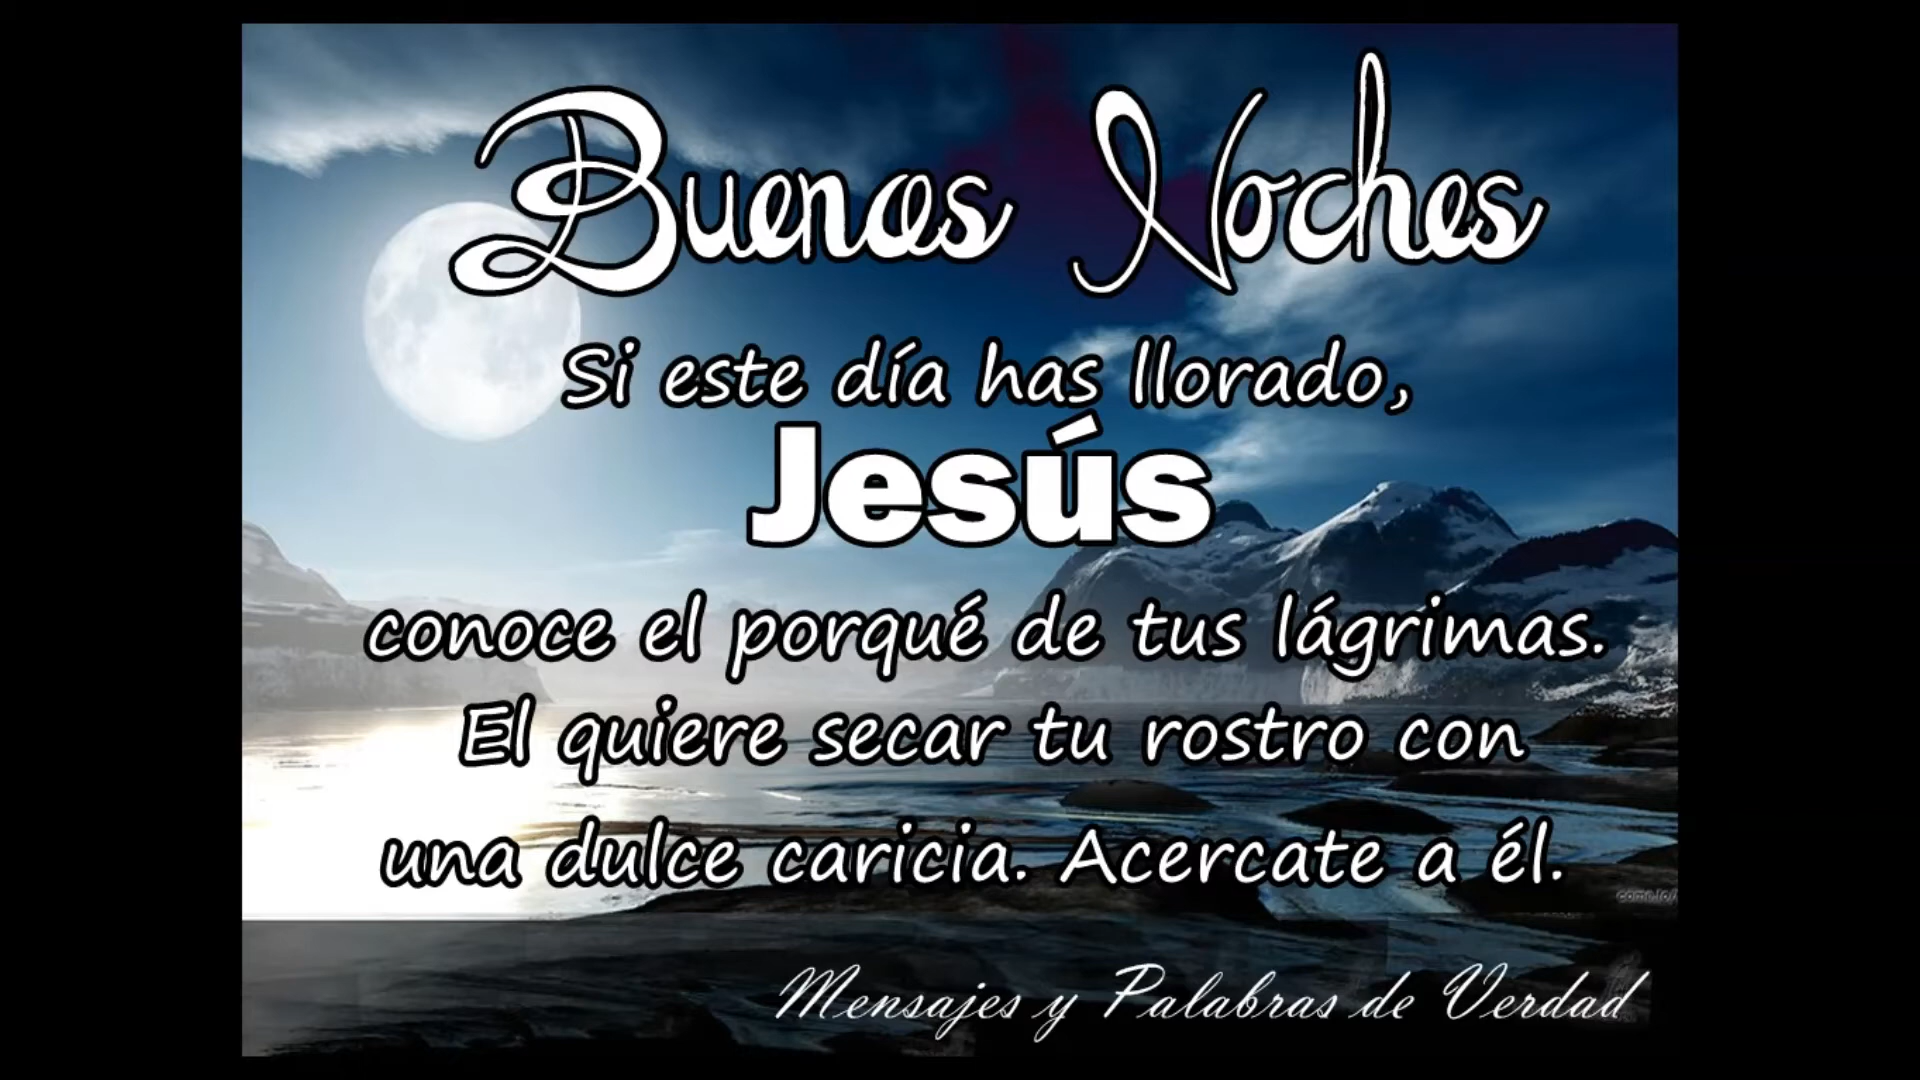 Buenas Noches
Si este día has llorado,
Jesús
conoce el porqué de tus lágrimas.
El quiere secar tu rostro con
una dulce caricia. Acercate a él.
Mensajes y Palabras de Verdad